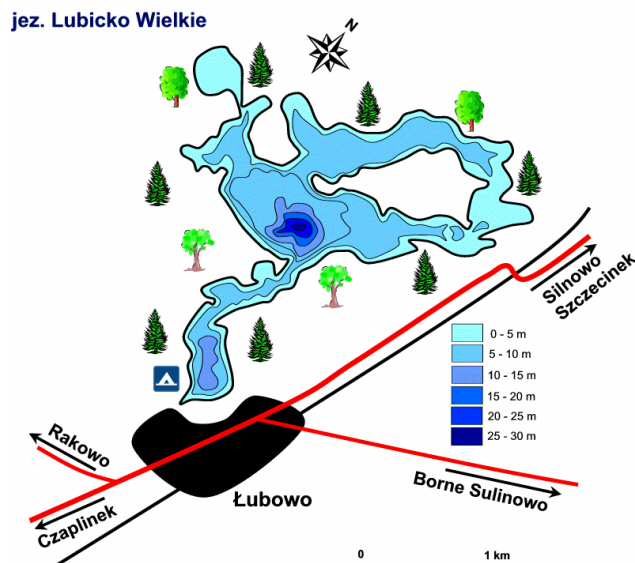 jez. Lubicko Wielkie
N
Silnowo
Szczecinek
0 - 5 m
5 - 10 m
10 - 15 m
15 - 20 m
20 - 25 m
25 - 30 m
Rakowo
Czaplinek
Łubowo
Borne Sulinowo
0 1 km